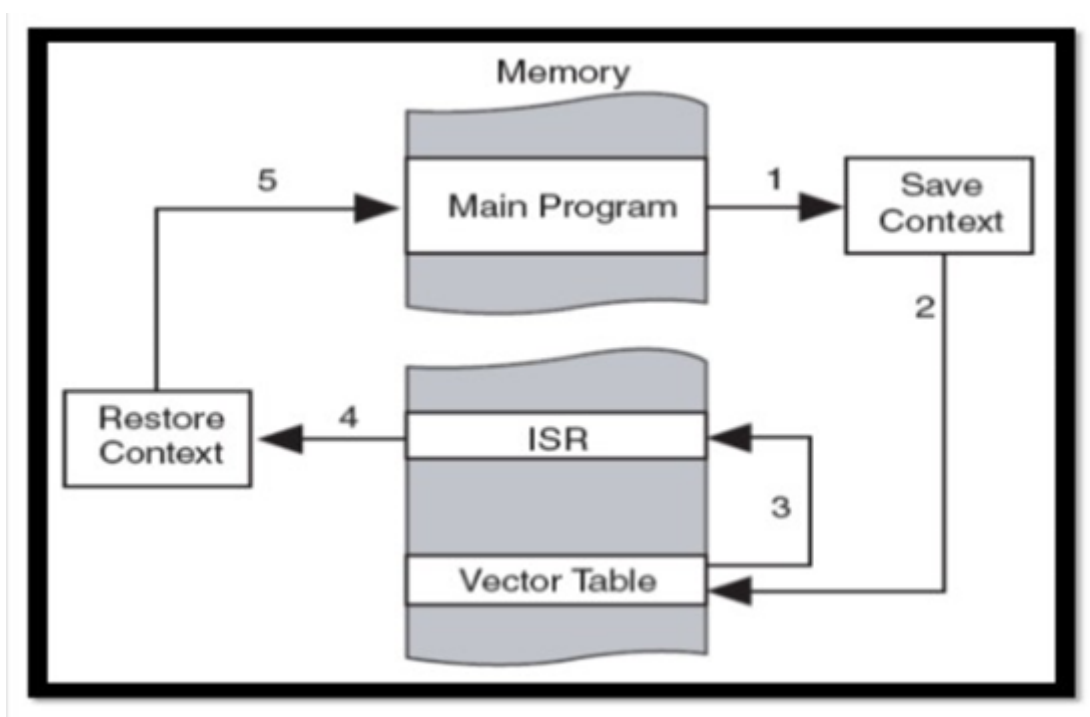 Memory
5
Main Program
1
Save
Context
2
Restore
Context
4
ISR
3
Vector Table